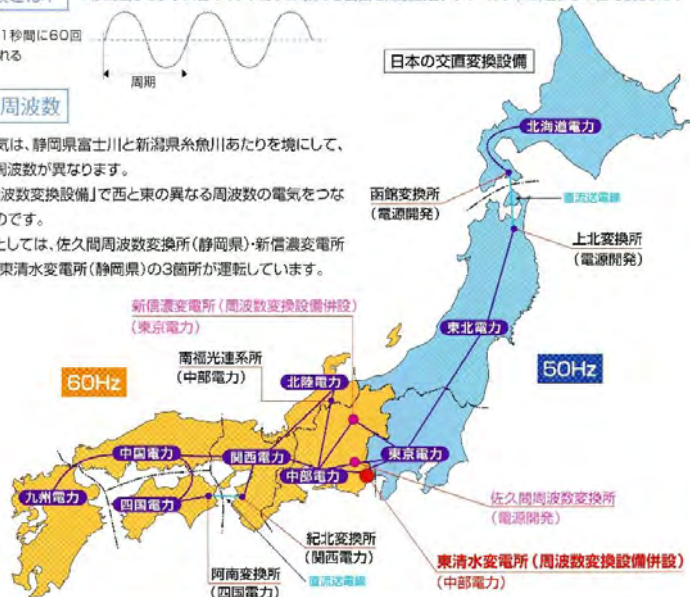 1秒間に60回
れる
周期
周波数
気は、静岡県富士川と新潟県糸魚川あたりを境にして、
周波数が異なります。
波数変換設備」で西と東の異なる周波数の電気をつな
のです。
としては、佐久間周波数変換所(静岡県)・新信濃変電所
東清水変電所(静岡県)の3箇所が運転しています。
日本の交直変換設備
北海道電力
函館変換所
(電源開発)
直流送電線
上北変換所
(電源開発)
新信濃変電所(周波数変換設備併設)
(東京電力)
東北電力
南福光連系所
(中部電力)
60Hz
50Hz
北陸電力
中国電力
関西電力
中部電力
東京電力
九州電力
四国電力
佐久間周波数変換所
(電源開発)
紀北変換所
(関西電力)
阿南変換所
(四国電力)
直流送電線
東清水変電所(周波数変換設備併設)
(中部電力)